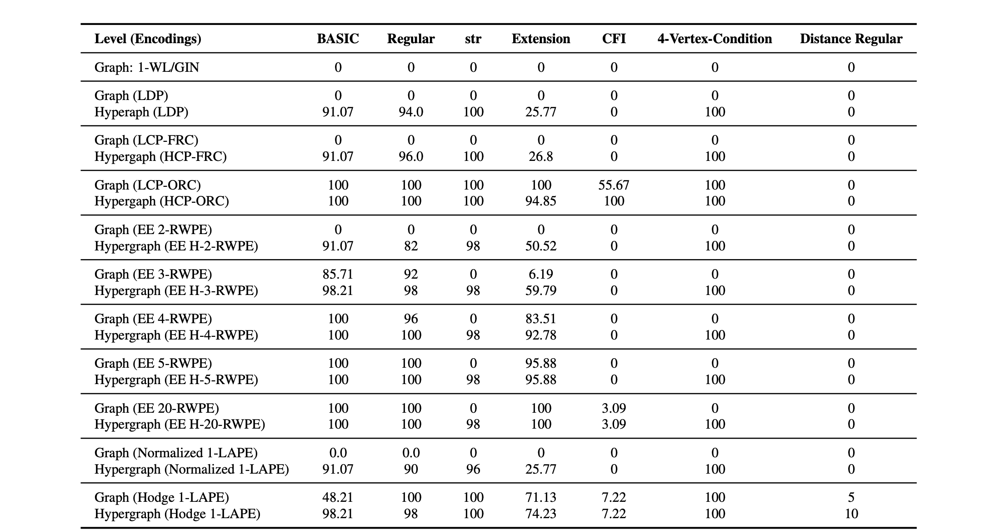 Level (Encodings) BASIC Regular str Extension CFI 4-Vertex-Condition Distance Regular
Graph: 1-WL/GIN 0 0 0 0 0 0 0
Graph (LDP) 0 0 0 0 0 0 0
Hyperaph (LDP) 91.07 94.0 100 25.77 0 100 0
Graph (LCP-FRC) 0 0 0 0 0 0 0
Hypergaph (HCP-FRC) 91.07 96.0 100 26.8 0 100 0
Graph (LCP-ORC) 100 100 100 100 55.67 100 0
Hypergaph (HCP-ORC) 100 100 100 94.85 100 100 0
Graph (EE 2-RWPE) 0 0 0 0 0 0 0
Hypergraph (EE H-2-RWPE) 91.07 82 98 50.52 0 100 0
Graph (EE 3-RWPE) 85.71 92 0 6.19 0 0 0
Hypergraph (EE H-3-RWPE) 98.21 98 98 59.79 0 100 0
Graph (EE 4-RWPE) 100 96 0 83.51 0 0 0
Hypergraph (EE H-4-RWPE) 100 100 98 92.78 0 100 0
Graph (EE 5-RWPE) 100 100 0 95.88 0 0 0
Hypergraph (EE H-5-RWPE) 100 100 98 95.88 0 100 0
Graph (EE 20-RWPE) 100 100 0 100 3.09 0 0
Hypergraph (EE H-20-RWPE) 100 100 98 100 3.09 100 0
Graph (Normalized 1-LAPE) 0.0 0.0 0 0 0 0 0
Hypergraph (Normalized 1-LAPE) 91.07 90 96 25.77 0 100 0
Graph (Hodge 1-LAPE) 48.21 100 100 71.13 7.22 100 5
Hypergraph (Hodge 1-LAPE) 98.21 98 100 74.23 7.22 100 10